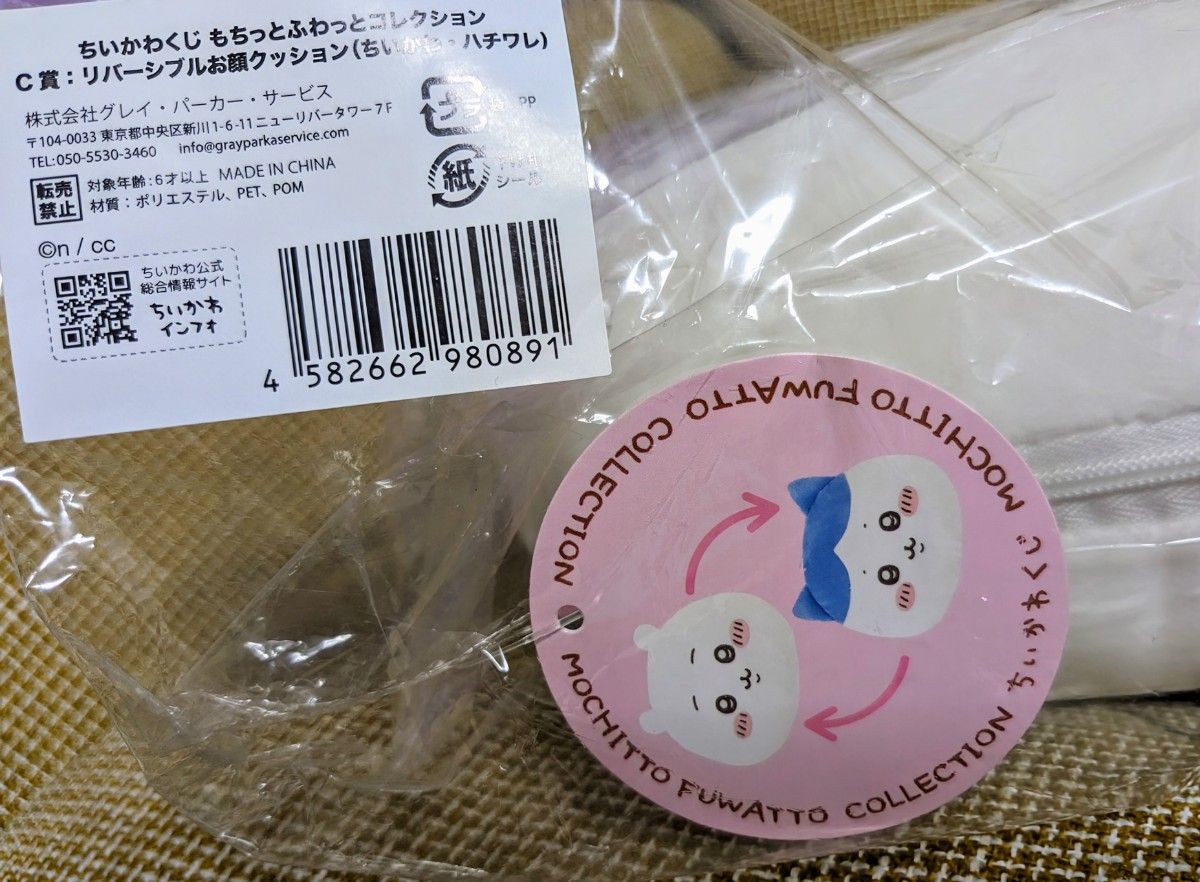 ちいかわくじ もちっとふわっとコレクション
C賞：リバーシブルお顔クッション(ちいかわ・ハチワレ)
株式会社グレイ・パーカー・サービス
〒104-0033 東京都中央区新川1-6-11ニューリバータワー7F
TEL:050-5530-3460 info@grayparkaservice.com
転売禁止
対象年齢:6才以上 MADE IN CHINA
材質：ポリエステル、PET、POM
プラ
PP
紙
シール
©n / cc
ちいかわ公式
総合情報サイト
ちいかわ
インフォ
4 582662 980891
MOCHITTO FUWATTO COLLECTION
MOCHITTO FUWATTO COLLECTION
ちいかわくじ